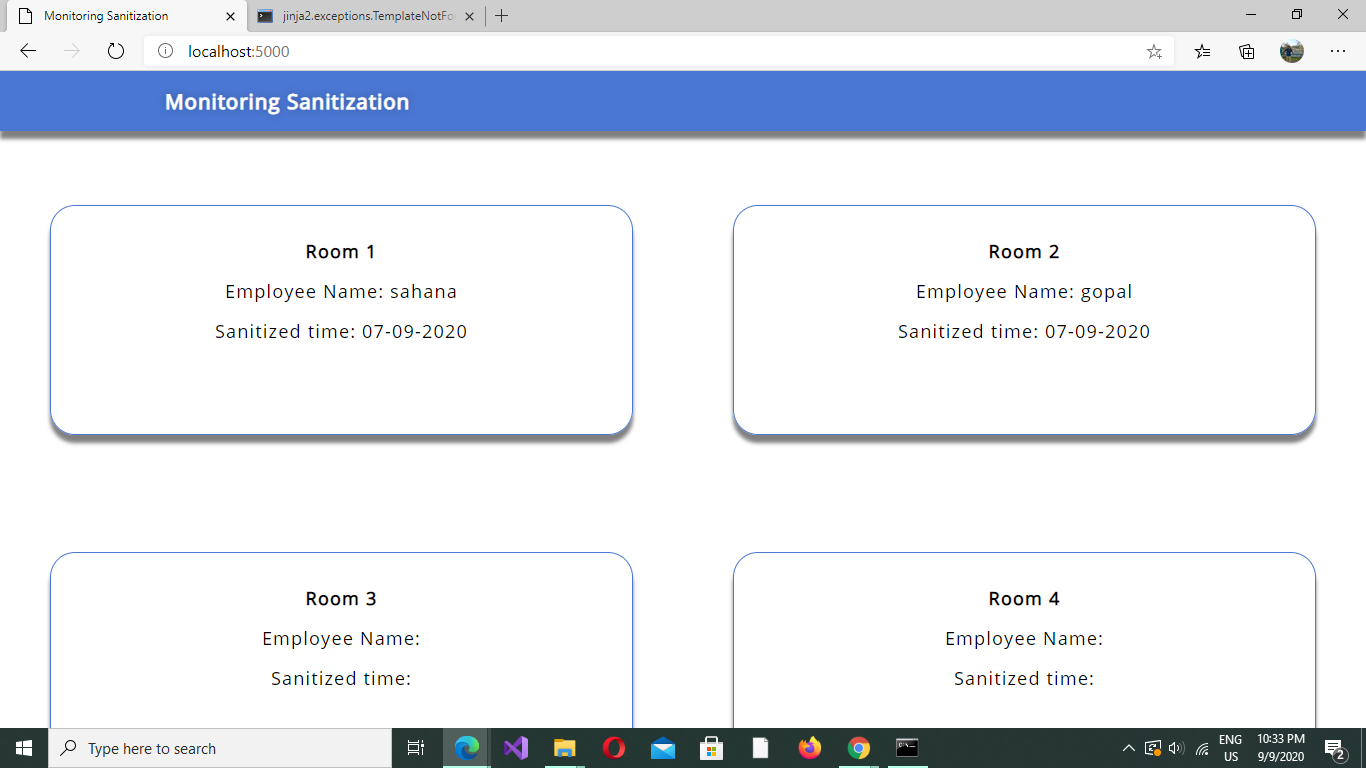 Monitoring Sanitization
jinja2.exceptions.TemplateNotFo
localhost:5000
Monitoring Sanitization
Room 1
Employee Name: sahana
Sanitized time: 07-09-2020
Room 2
Employee Name: gopal
Sanitized time: 07-09-2020
Room 3
Employee Name:
Sanitized time:
Room 4
Employee Name:
Sanitized time:
Type here to search
ENG
US
10:33 PM
9/9/2020
2